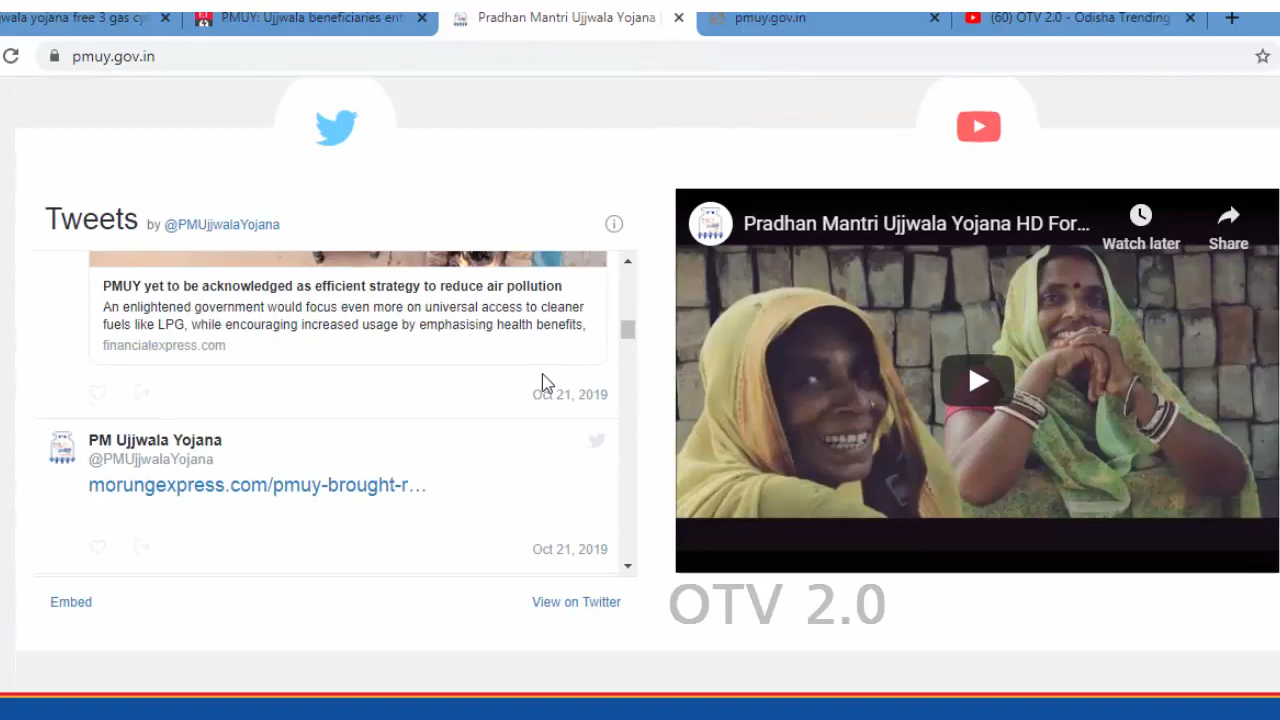 wala yojana free 3 gas cy
PMUY: Ujjwala beneficiaries ent
Pradhan Mantri Ujjwala Yojana |
pmuy.gov.in
(60) OTV 2.0 - Odisha Trending
pmuy.gov.in
Tweets by @PMUjjwalaYojana
PMUY yet to be acknowledged as efficient strategy to reduce air pollution
An enlightened government would focus even more on universal access to cleaner
fuels like LPG, while encouraging increased usage by emphasising health benefits,
financialexpress.com
Oct 21, 2019
PM Ujjwala Yojana
@PMUjjwalaYojana
morungexpress.com/pmuy-brought-r…
Oct 21, 2019
Embed
View on Twitter
Pradhan Mantri Ujjwala Yojana HD For...
Watch later
Share
OTV 2.0